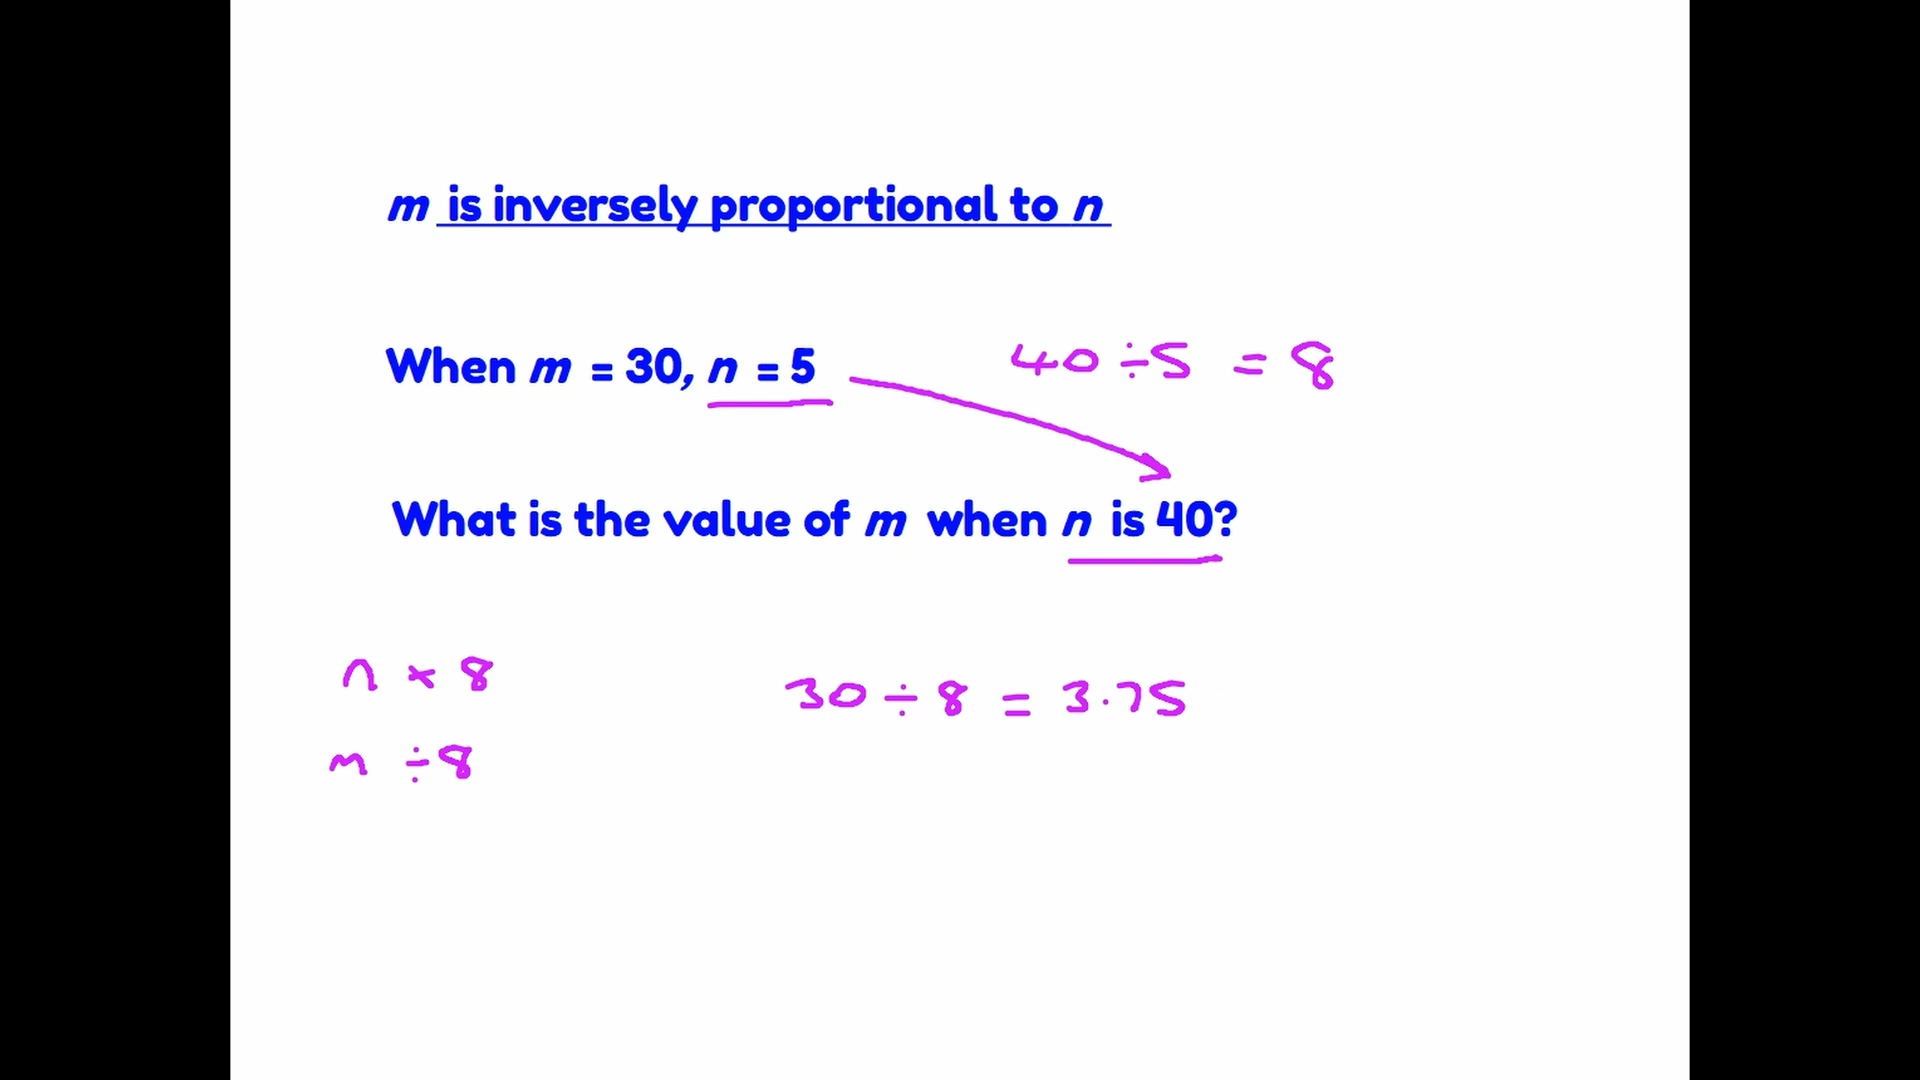 m is inversely proportional to n
When m = 30, n = 5
40 ÷ 5 = 8
What is the value of m when n is 40?
n × 8
30 ÷ 8 = 3.75
m ÷ 8